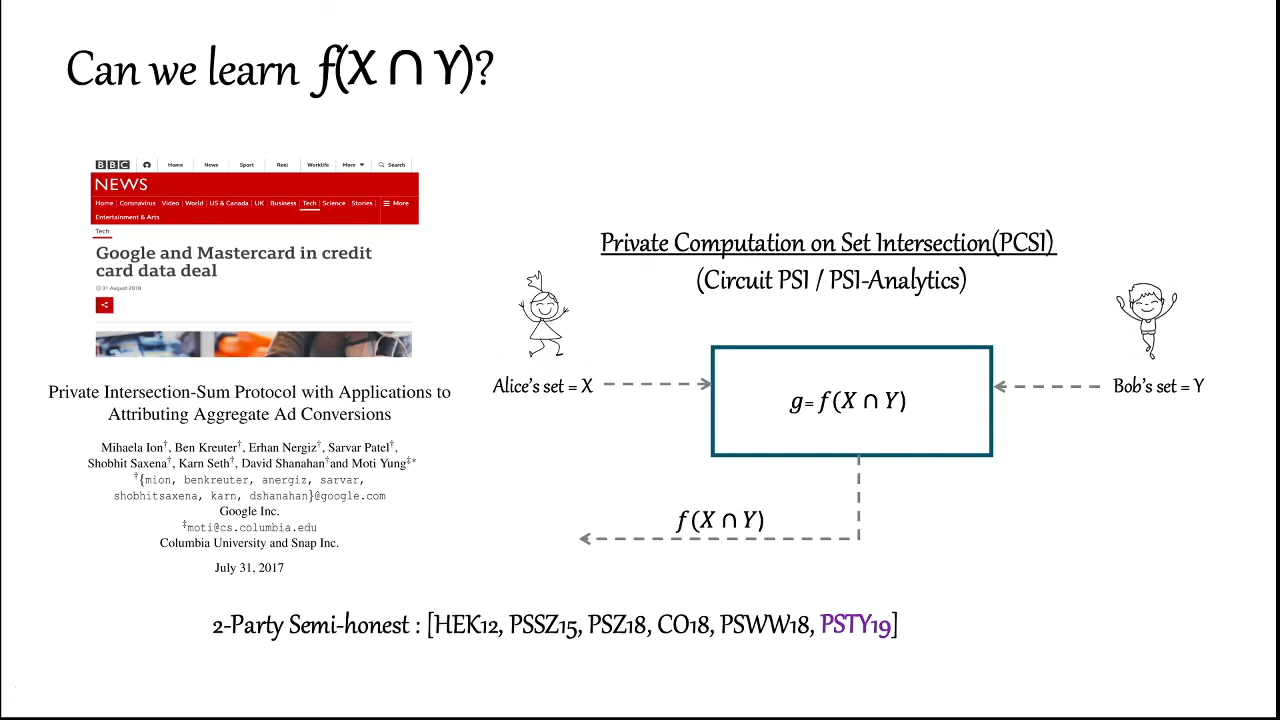 Can we learn f(X ∩ Y)?
BBC Home News Sport Reel Worklife More ▼ Search
NEWS
Home | Coronavirus | Video | World | US & Canada | UK | Business | Tech | Science | Stories | ☰ More
Entertainment & Arts
Tech
Google and Mastercard in credit
card data deal
31 August 2018
Private Intersection-Sum Protocol with Applications to
Attributing Aggregate Ad Conversions
Mihaela Ion†, Ben Kreuter†, Erhan Nergiz†, Sarvar Patel†,
Shobhit Saxena†, Karn Seth†, David Shanahan†and Moti Yung‡*
†{mion, benkreuter, anergiz, sarvar,
shobhitsaxena, karn, dshanahan}@google.com
Google Inc.
‡moti@cs.columbia.edu
Columbia University and Snap Inc.
July 31, 2017
Private Computation on Set Intersection(PCSI)
(Circuit PSI / PSI-Analytics)
Alice's set = X
g= f(X ∩ Y)
Bob's set = Y
f(X ∩ Y)
2-Party Semi-honest : [HEK12, PSSZ15, PSZ18, CO18, PSWW18, PSTY19]